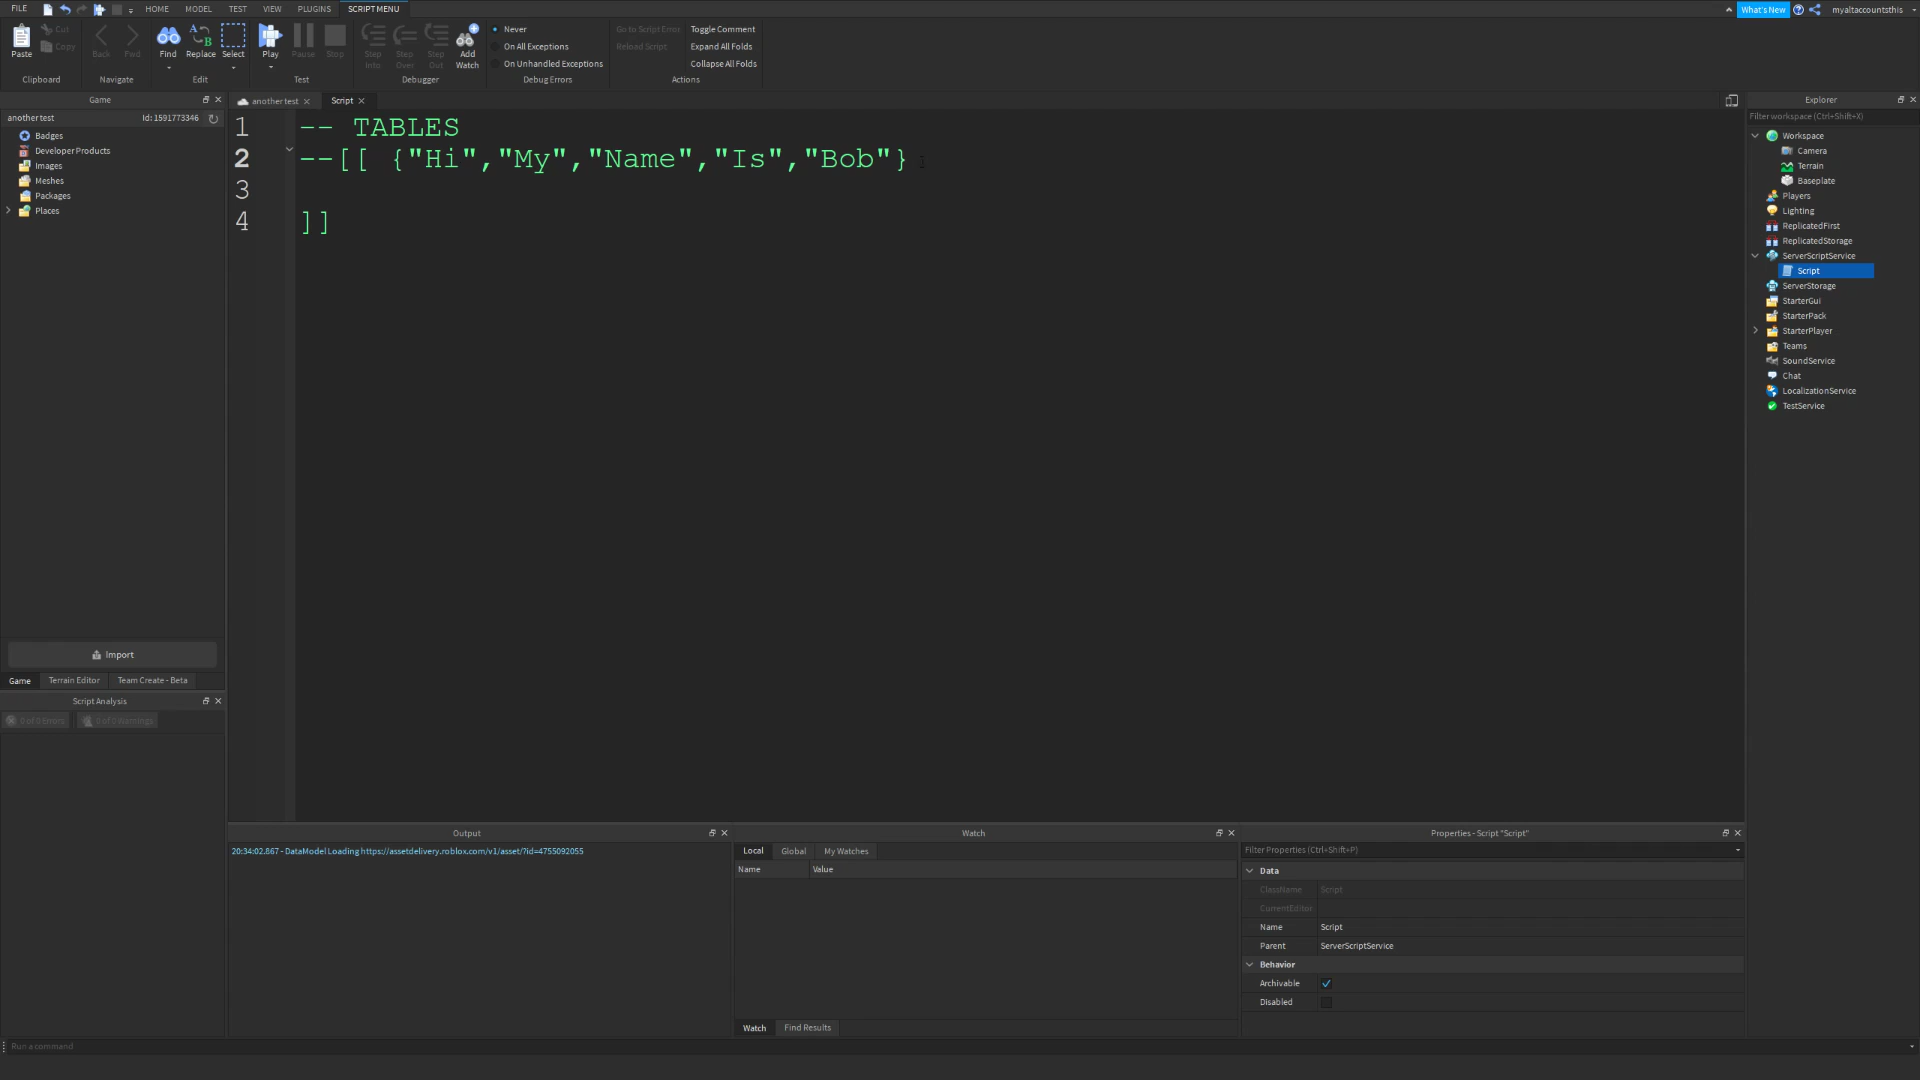 FILE MODEL TEST VIEW PLUGINS SCRIPT MENU HOME What's New myaltaccountsthis
Paste Cut Copy Clipboard
Back Fwd Navigate
Find Replace Select Edit
Play Pause Stop Test
Step Into Step Over Step Out Add Watch Debugger
Never
On All Exceptions
On Unhandled Exceptions
Debug Errors
Go to Script Error Toggle Comment
Reload Script Expand All Folds
Collapse All Folds
Actions
Game
another test Id: 1591773346
Badges
Developer Products
Images
Meshes
Packages
Places
Import
Game Terrain Editor Team Create - Beta
Script Analysis
0 of 0 Errors 0 of 0 Warnings
another test Script
1 -- TABLES
2 --[[ {"Hi","My","Name","Is","Bob"}
3
4 ]]
Explorer
Filter workspace (Ctrl+Shift+X)
Workspace
Camera
Terrain
Baseplate
Players
Lighting
ReplicatedFirst
ReplicatedStorage
ServerScriptService
Script
ServerStorage
StarterGui
StarterPack
StarterPlayer
Teams
SoundService
Chat
LocalizationService
TestService
Output
20:34:02.867 - DataModel Loading https://assetdelivery.roblox.com/v1/asset/?id=4755092055
Watch
Local Global My Watches
Name Value
Watch Find Results
Properties - Script "Script"
Filter Properties (Ctrl+Shift+P)
Data
ClassName Script
CurrentEditor
Name Script
Parent ServerScriptService
Behavior
Archivable
Disabled
Run a command